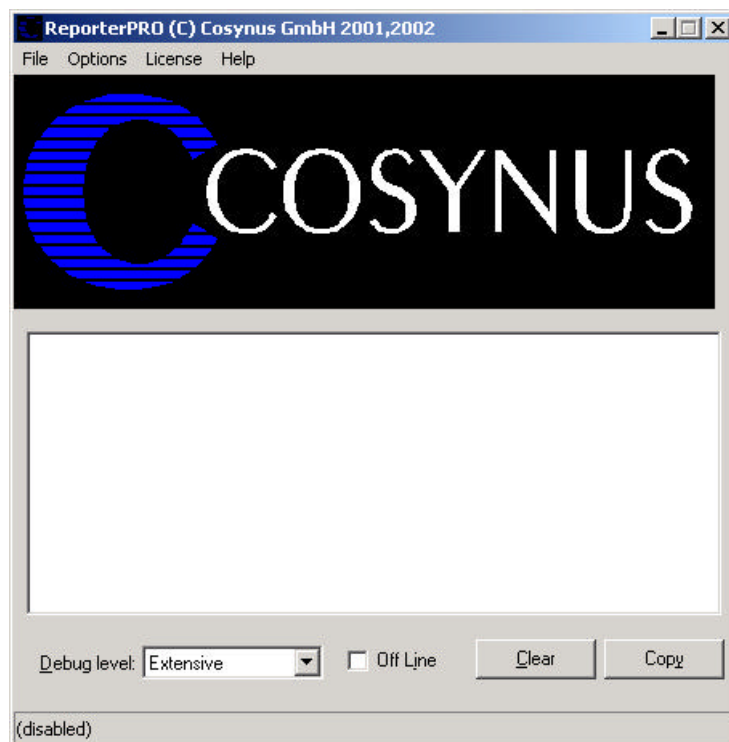 ReporterPRO (C) Cosynus GmbH 2001,2002
File Options License Help
COSYNUS
Debug level: Extensive Off Line Clear Copy
(disabled)